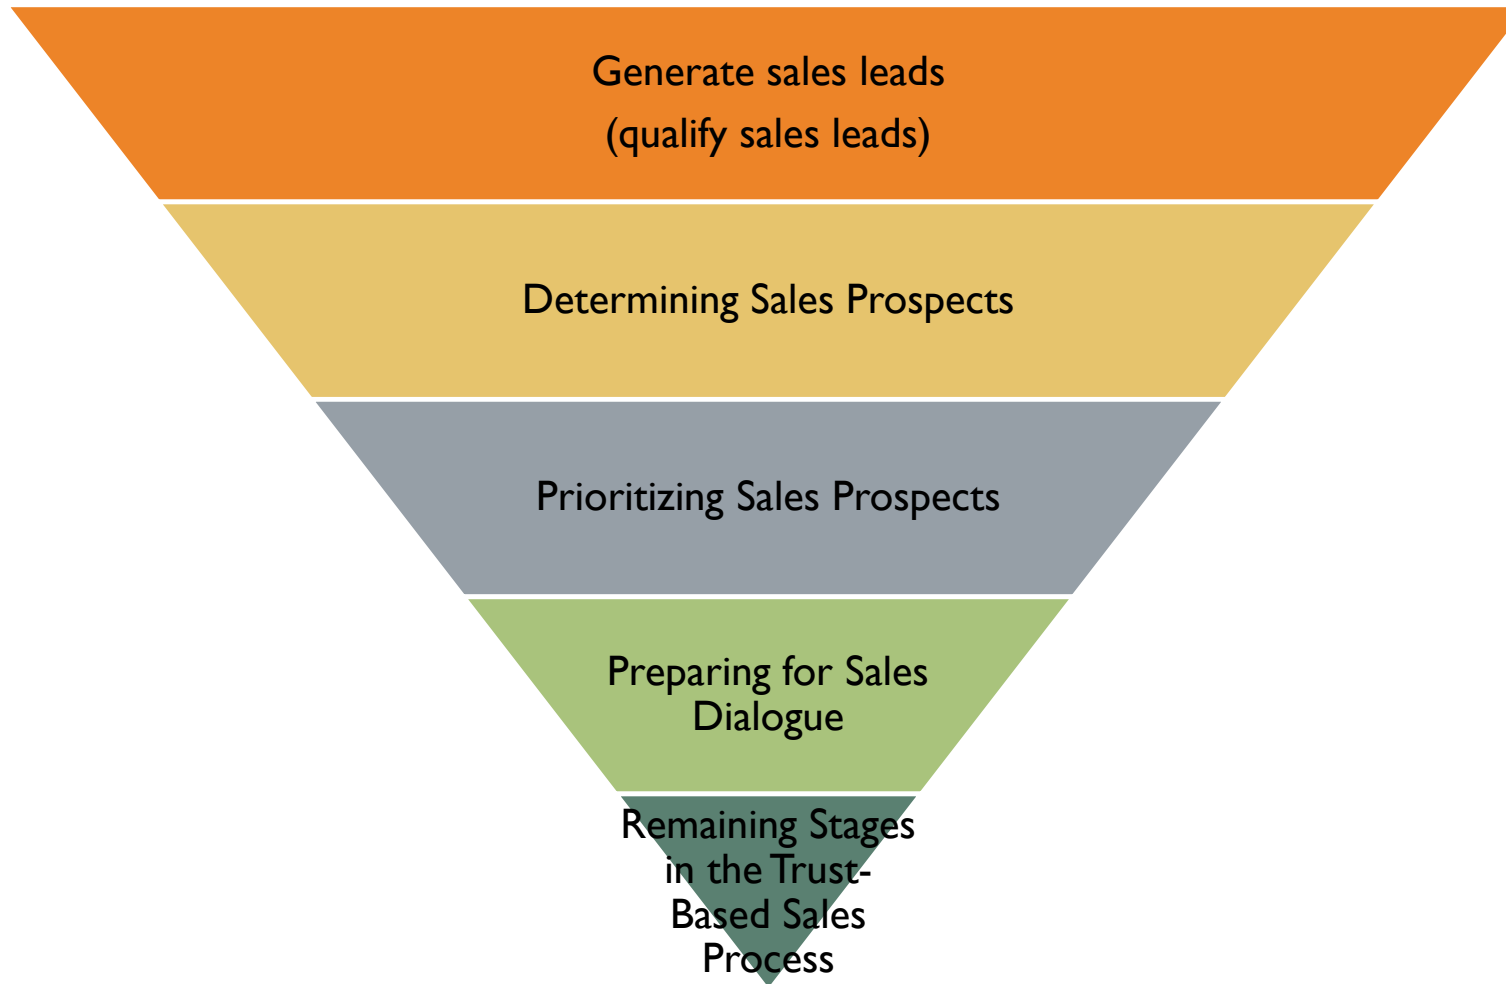 Generate sales leads
(qualify sales leads)
Determining Sales Prospects
Prioritizing Sales Prospects
Preparing for Sales
Dialogue
Remaining Stages
in the Trust-
Based Sales
Process